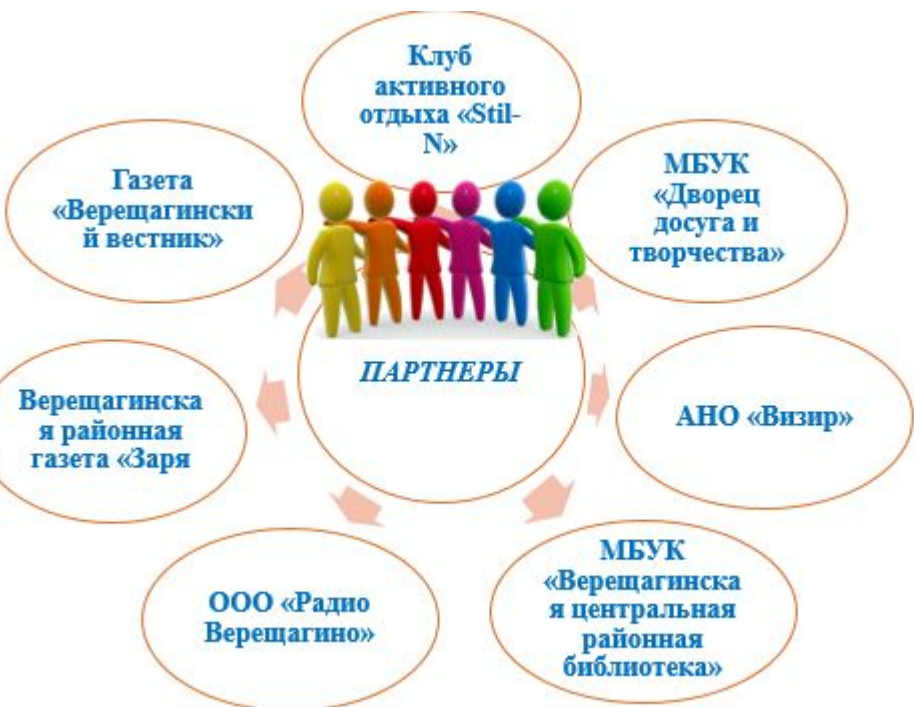 Клуб
активного
отдыха «Stil-
N»
МБУК
«Дворец
досуга и
творчества»
АНО «Визир»
МБУК
«Верещагинска
я центральная
районная
библиотека»
ООО «Радио
Верещагино»
Верещагинска
я районная
газета «Заря
Газета
«Верещагински
й вестник»
ПАРТНЕРЫ